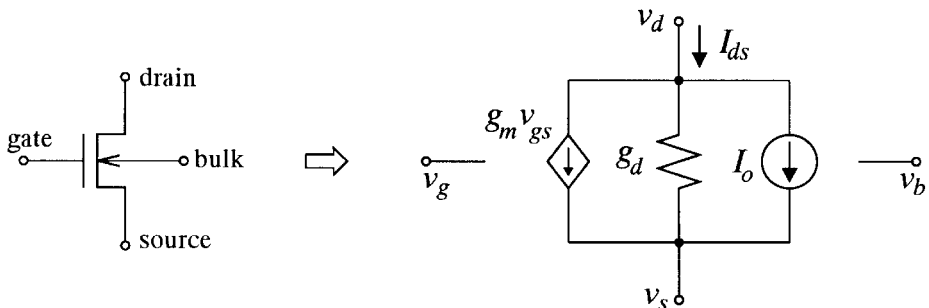 drain
gate
bulk
source
v_d
I_ds
g_m v_gs
g_d
I_o
v_g
v_b
v_s